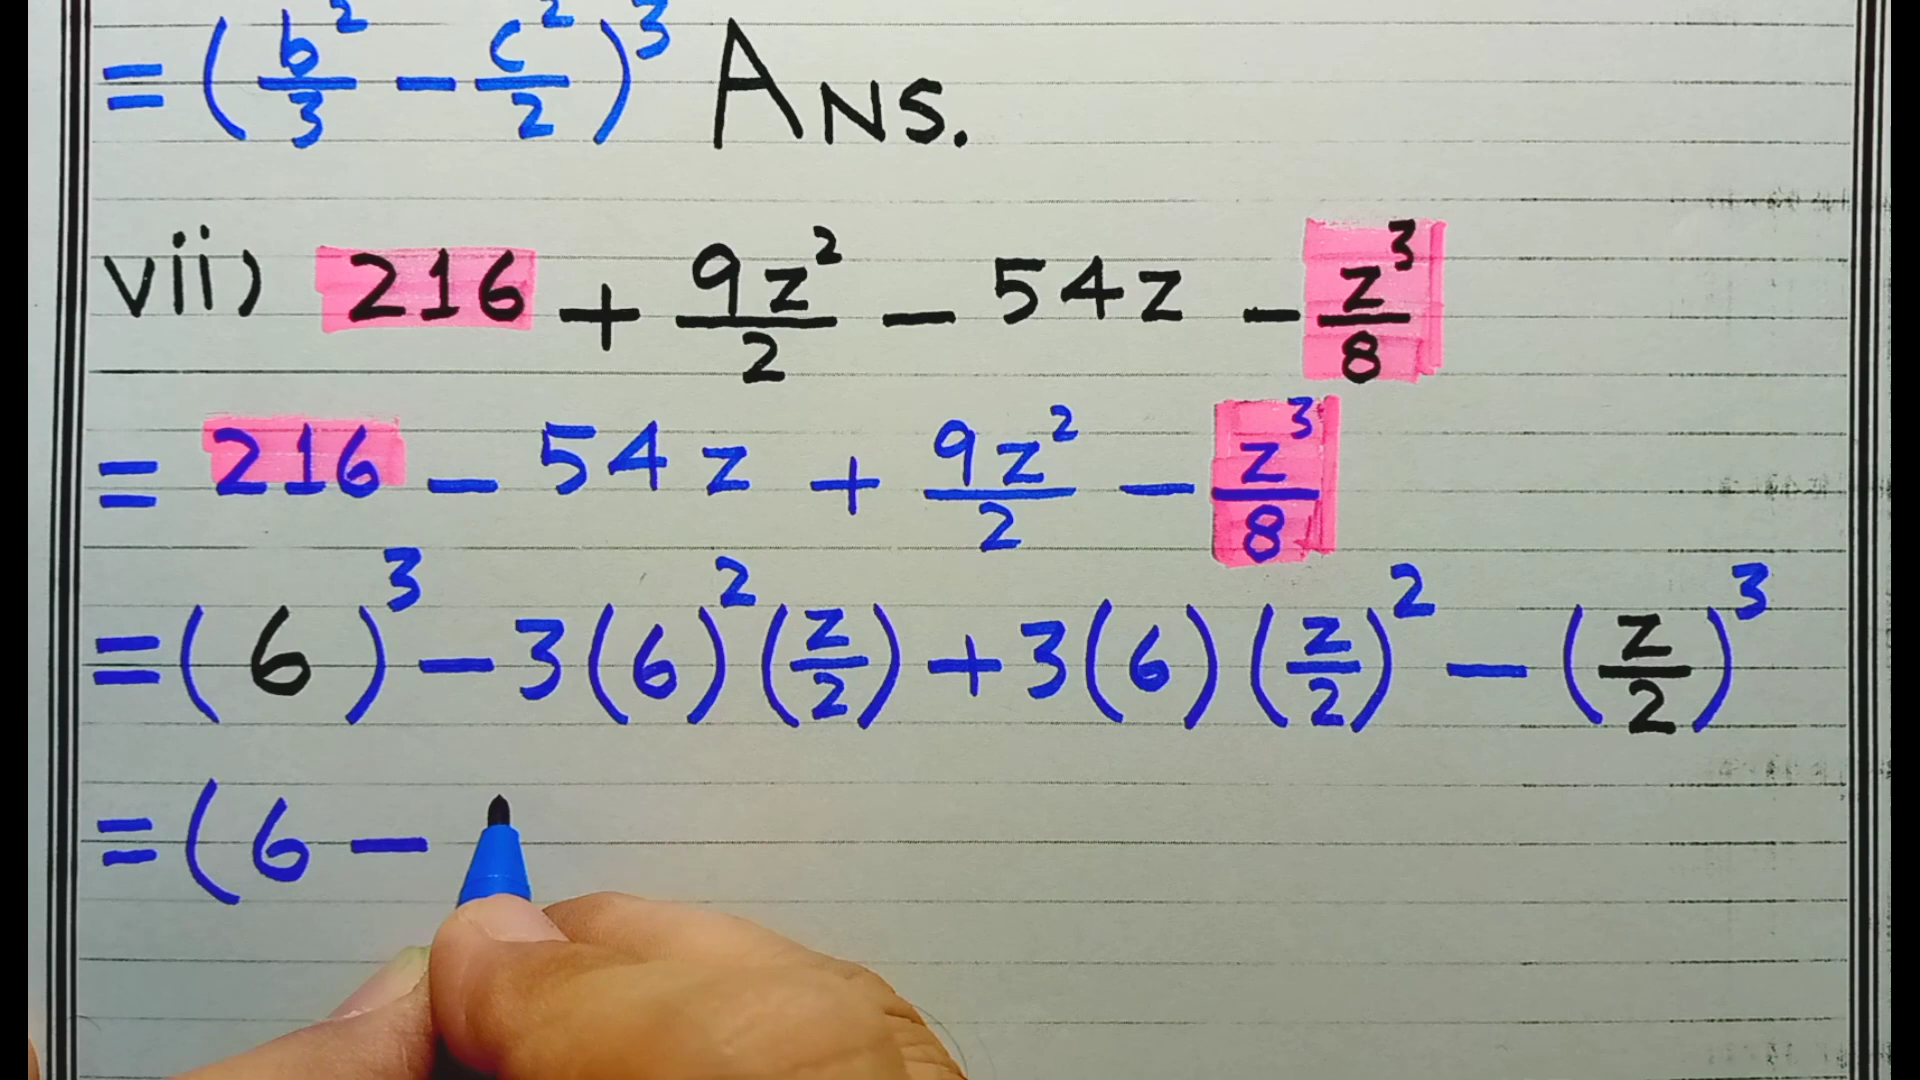 = (b²/3 - c²/2)³ ANS.
vii) 216 + 9z²/2 - 54z - z³/8
= 216 - 54z + 9z²/2 - z³/8
= (6)³ - 3(6)²(z/2) + 3(6)(z/2)² - (z/2)³
= (6 -